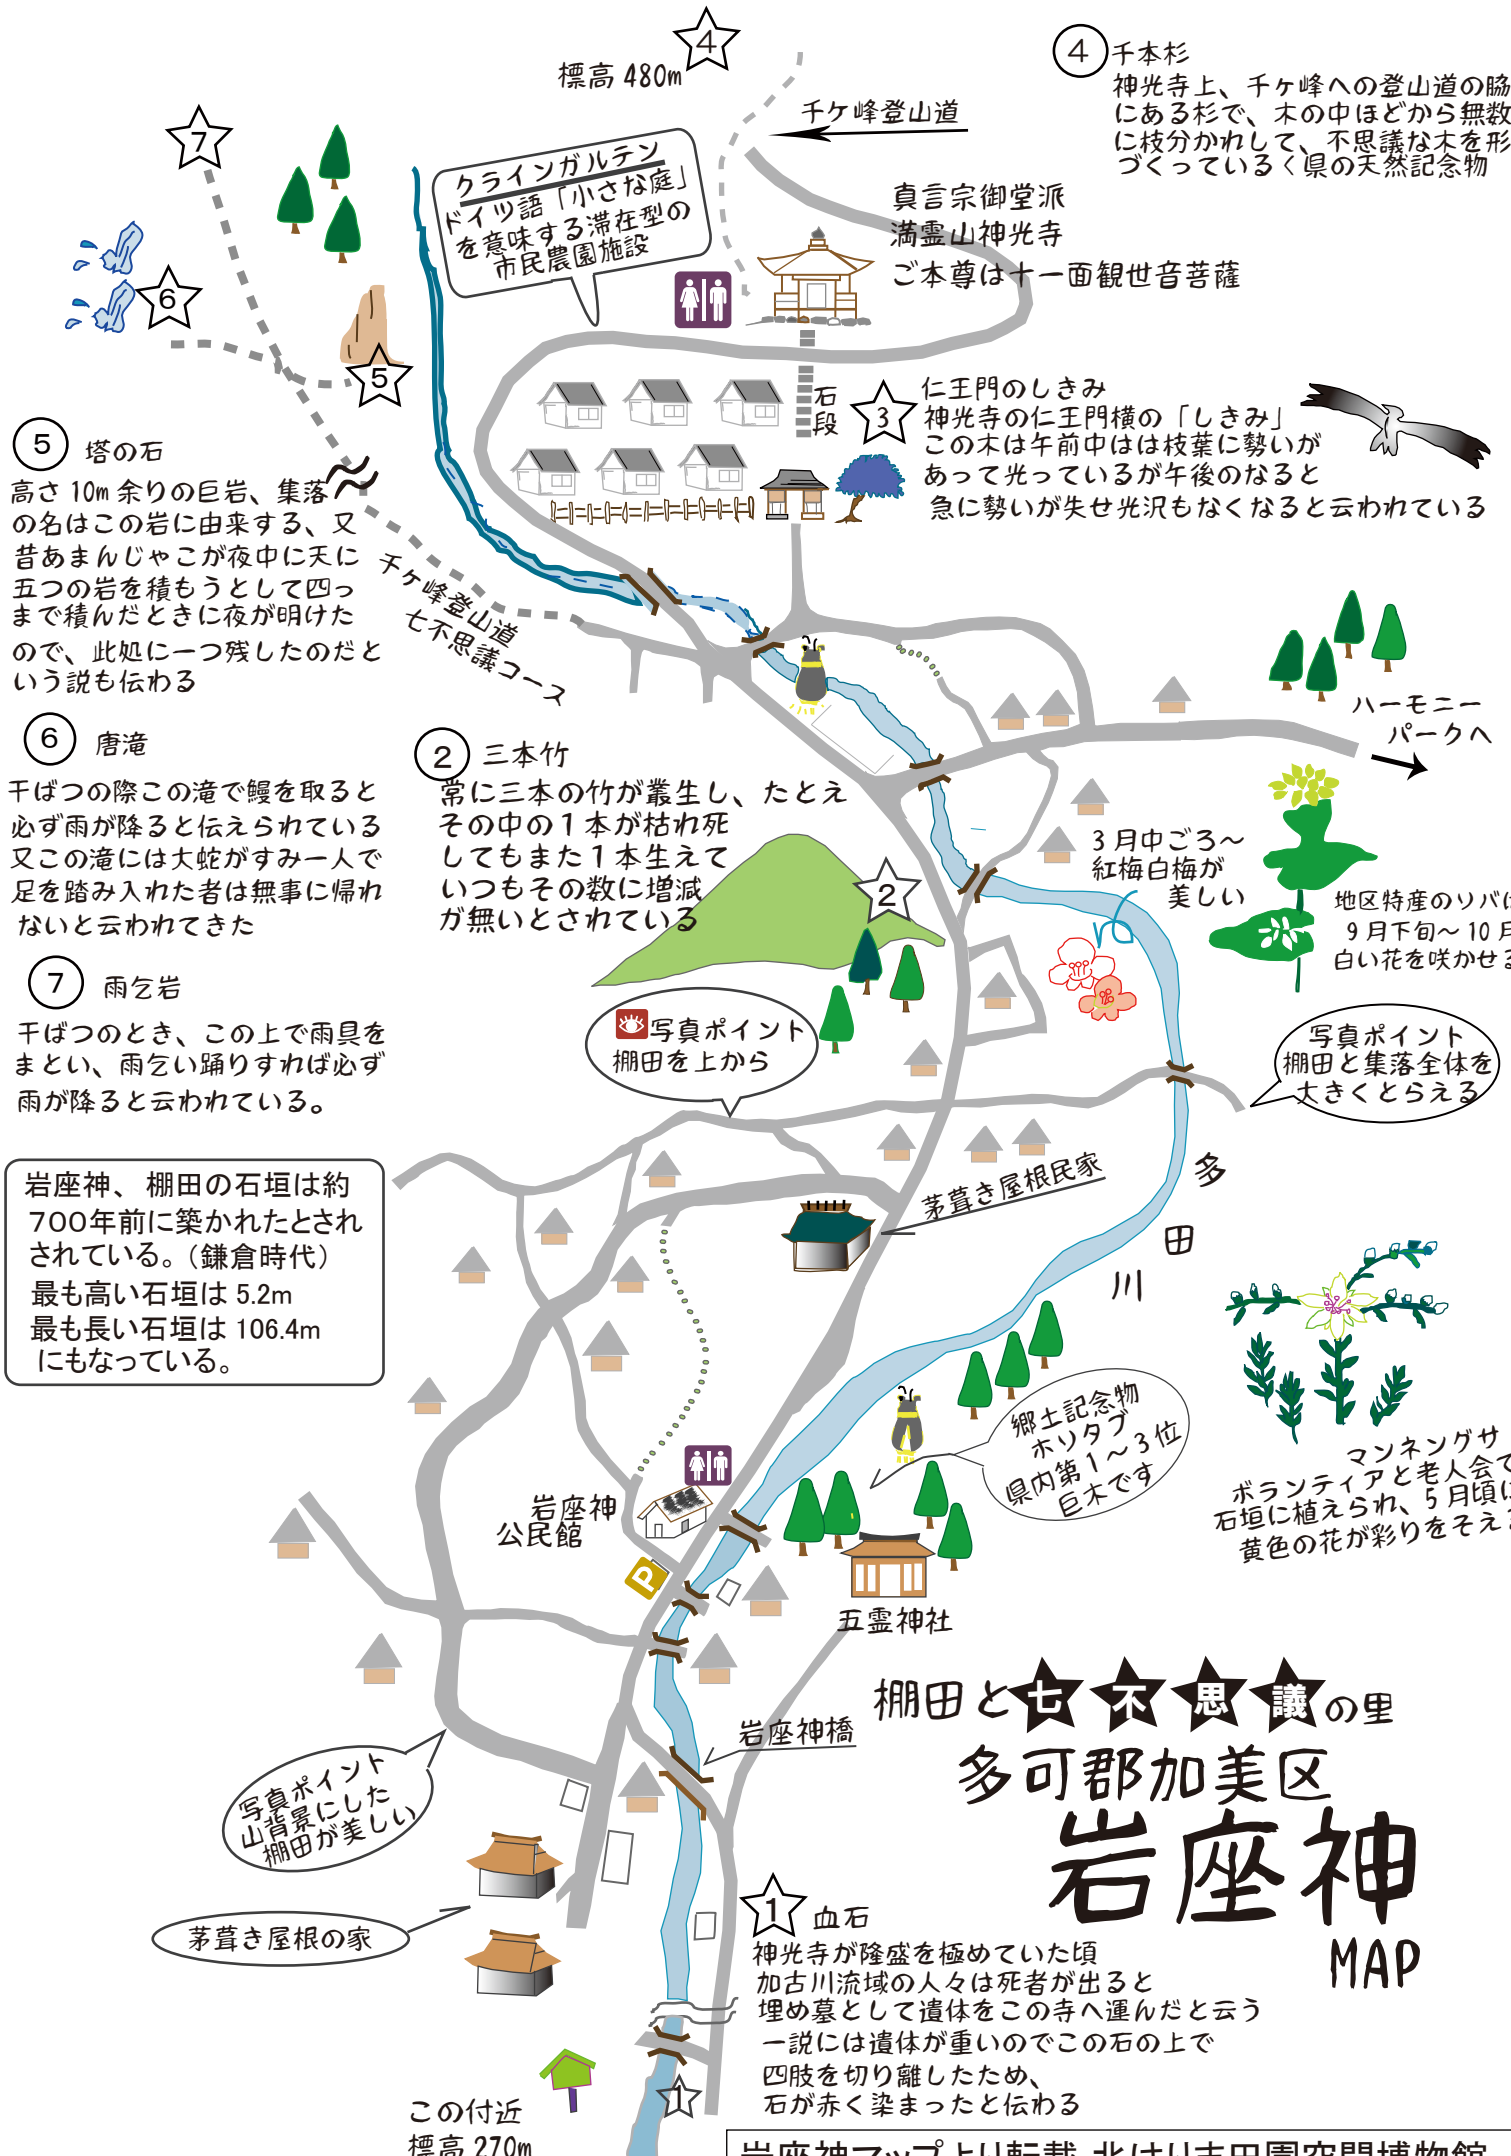 4
標高 480m
千ケ峰登山道
④ 千本杉
神光寺上、千ヶ峰への登山道の脇
にある杉で、木の中ほどから無数
に枝分かれして、不思議な木を形
づくっているく県の天然記念物
7
クラインガルテン
ドイツ語「小さな庭」
を意味する滞在型の
市民農園施設
真言宗御堂派
満霊山神光寺
ご本尊は十一面観世音菩薩
6
5
石段
3
仁王門のしきみ
神光寺の仁王門横の「しきみ」
この木は午前中はは枝葉に勢いが
あって光っているが午後のなると
急に勢いが失せ光沢もなくなると云われている
⑤ 塔の石
高さ 10m 余りの巨岩、集落
の名はこの岩に由来する、又
昔あまんじゃこが夜中に天に
五つの岩を積もうとして四っ
まで積んだときに夜が明けた
ので、此処に一つ残したのだと
いう説も伝わる
千ヶ峰登山道
七不思議コース
ハーモニー
パークへ
⑥ 唐滝
干ばつの際この滝で鰻を取ると
必ず雨が降ると伝えられている
又この滝には大蛇がすみ一人で
足を踏み入れた者は無事に帰れ
ないと云われてきた
② 三本竹
常に三本の竹が叢生し、たとえ
その中の1本が枯れ死
してもまた1本生えて
いつもその数に増減
が無いとされている
2
3月中ごろ～
紅梅白梅が
美しい
地区特産のソバは
9月下旬～10月
白い花を咲かせる
⑦ 雨乞岩
干ばつのとき、この上で雨具を
まとい、雨乞い踊りすれば必ず
雨が降ると云われている。
写真ポイント
棚田を上から
写真ポイント
棚田と集落全体を
大きくとらえる
岩座神、棚田の石垣は約
700年前に築かれたとされ
されている。（鎌倉時代）
最も高い石垣は 5.2m
最も長い石垣は 106.4m
にもなっている。
茅葺き屋根民家
多田川
郷土記念物
ホソタブ
県内第1～3位
巨木です
マンネングサ
ボランティアと老人会で
石垣に植えられ、5月頃に
黄色の花が彩りをそえる
岩座神
公民館
P
五霊神社
岩座神橋
写真ポイント
山背景にした
棚田が美しい
茅葺き屋根の家
棚田と七不思議の里
多可郡加美区
岩座神
MAP
1 血石
神光寺が隆盛を極めていた頃
加古川流域の人々は死者が出ると
埋め墓として遺体をこの寺へ運んだと云う
一説には遺体が重いのでこの石の上で
四肢を切り離したため、
石が赤く染まったと伝わる
1
この付近
標高 270m
岩座神マップより転載 北はりま田園空間博物館